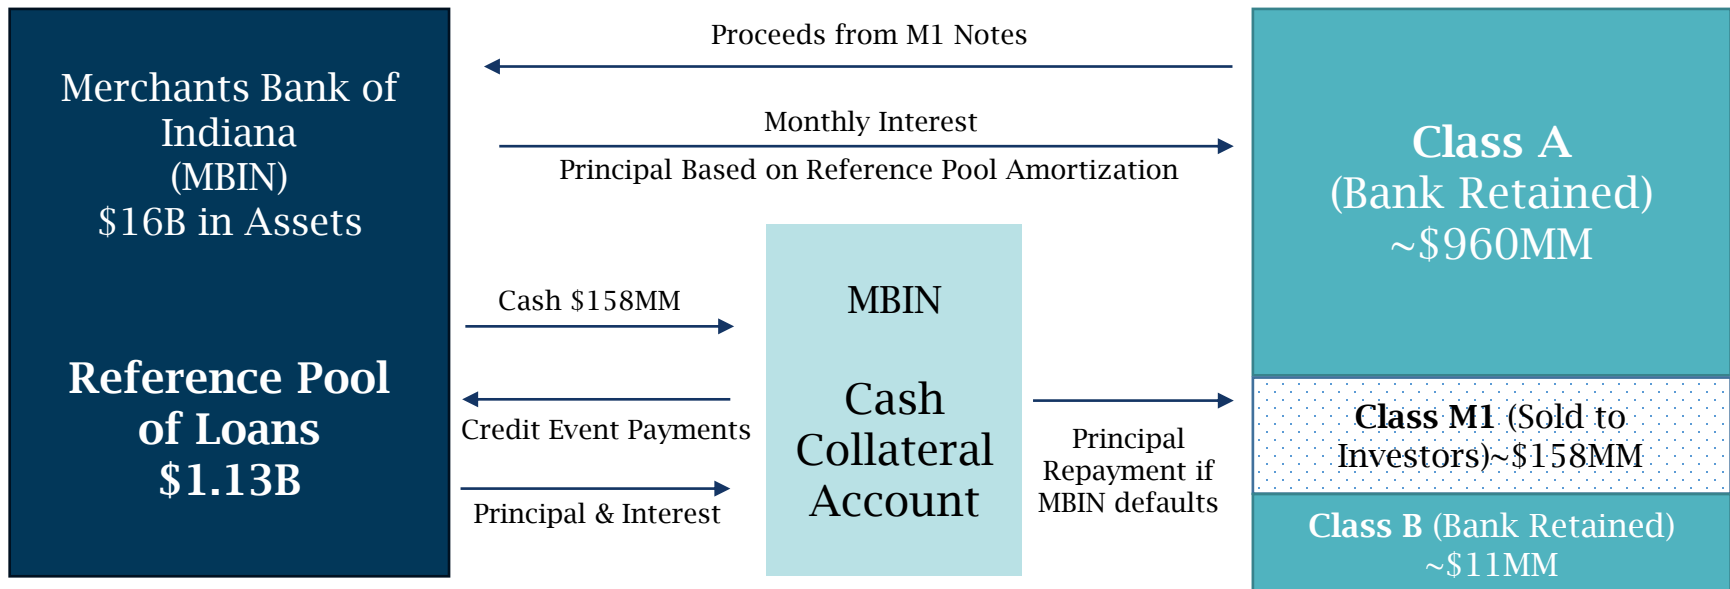 Merchants Bank of
Indiana
(MBIN)
$16B in Assets
Reference Pool
of Loans
$1.13B
Proceeds from M1 Notes
Monthly Interest
Principal Based on Reference Pool Amortization
Cash $158MM
Credit Event Payments
Principal & Interest
MBIN
Cash
Collateral
Account
Principal
Repayment if
MBIN defaults
Class A
(Bank Retained)
~$960MM
Class M1 (Sold to
Investors)~$158MM
Class B (Bank Retained)
~$11MM